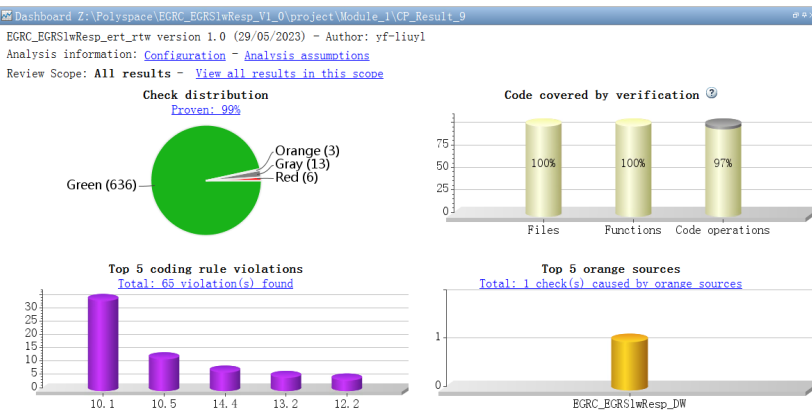 Dashboard Z:\Polyspace\EGRC_EGRSlwResp_V1_0\project\Module_1\CP_Result_9
EGRC_EGRSlwResp_ert_rtw version 1.0 (29/05/2023) - Author: yf-liuyl
Analysis information: Configuration - Analysis assumptions
Review Scope: All results - View all results in this scope
Check distribution
Proven: 99%
Green (636)
Orange (3)
Gray (13)
Red (6)
Code covered by verification ?
75
50
25
0
100%
100%
97%
Files Functions Code operations
Top 5 coding rule violations
Total: 65 violation(s) found
30
25
20
15
10
5
0
10.1 10.5 14.4 13.2 12.2
Top 5 orange sources
Total: 1 check(s) caused by orange sources
1
0
EGRC_EGRSlwResp_DW